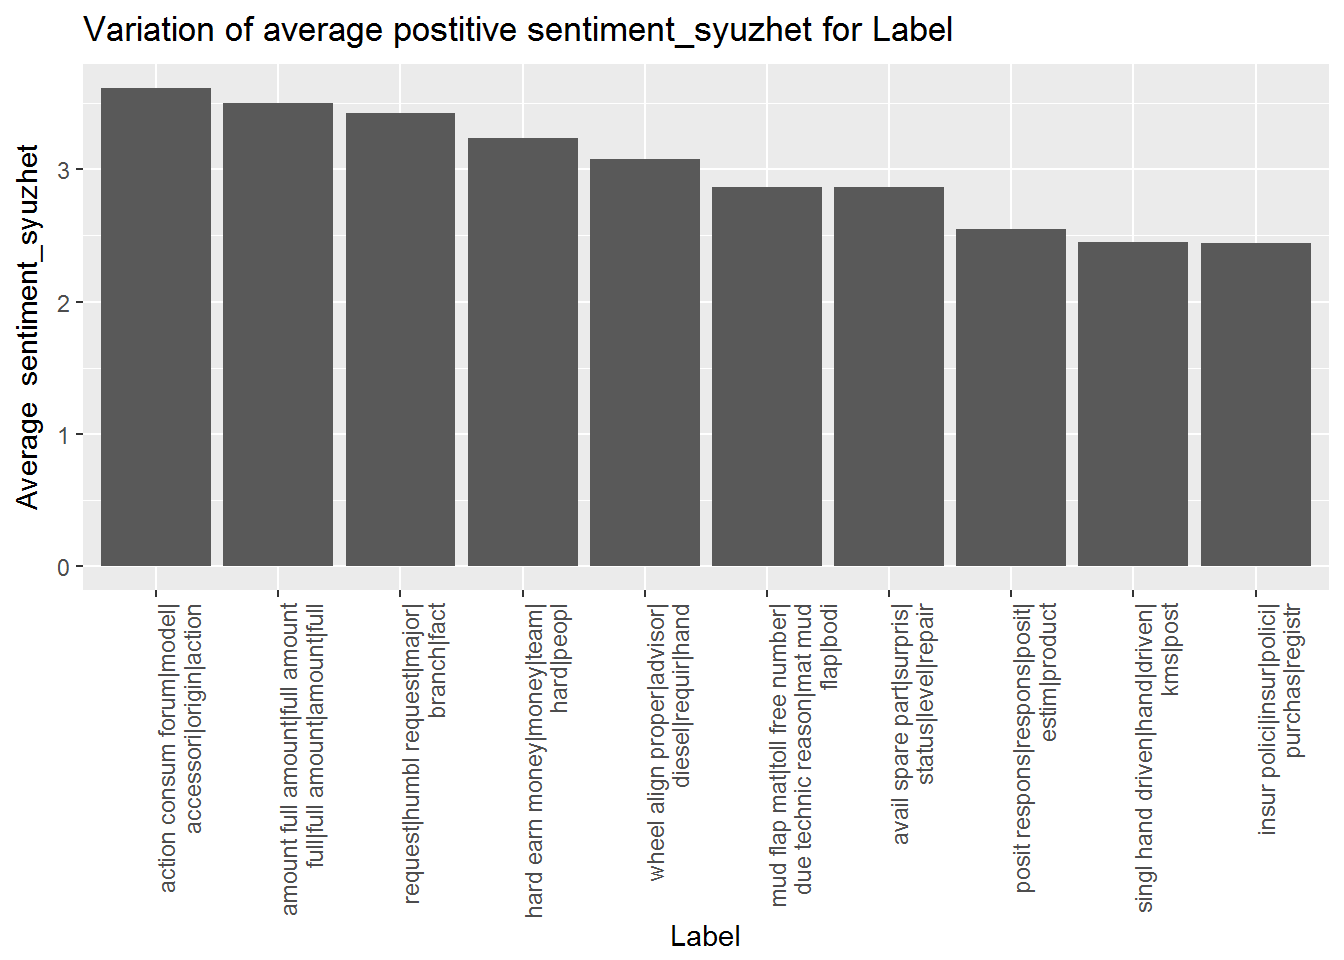 Variation of average postitive sentiment_syuzhet for Label
Average  sentiment_syuzhet
3
2
1
0
action consum forum|model|
accessori|origin|action
amount full amount|full amount
full|full amount|amount|full
request|humbl request|major|
branch|fact
hard earn money|money|team|
hard|peopl
wheel align proper|advisor|
diesel|requir|hand
mud flap mat|toll free number|
due technic reason|mat mud
flap|bodi
avail spare part|surpris|
status|level|repair
posit respons|respons|posit|
estim|product
singl hand driven|hand|driven|
kms|post
insur polici|insur|polici|
purchas|registr
Label